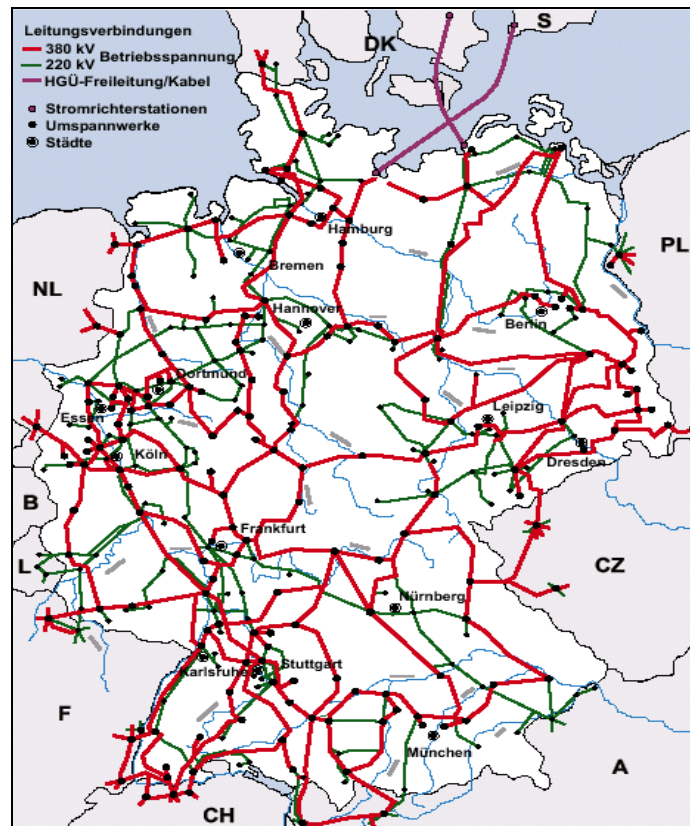 Leitungsverbindungen
380 kV
Betriebsspannung
220 kV
HGÜ-Freileitung/Kabel
Stromrichterstationen
Umspannwerke
Städte
DK
S
Hamburg
Bremen
PL
NL
Hannover
Berlin
Dortmund
Essen
Leipzig
Köln
Dresden
B
Frankfurt
L
CZ
Nürnberg
Karlsruhe
Stuttgart
F
München
A
CH